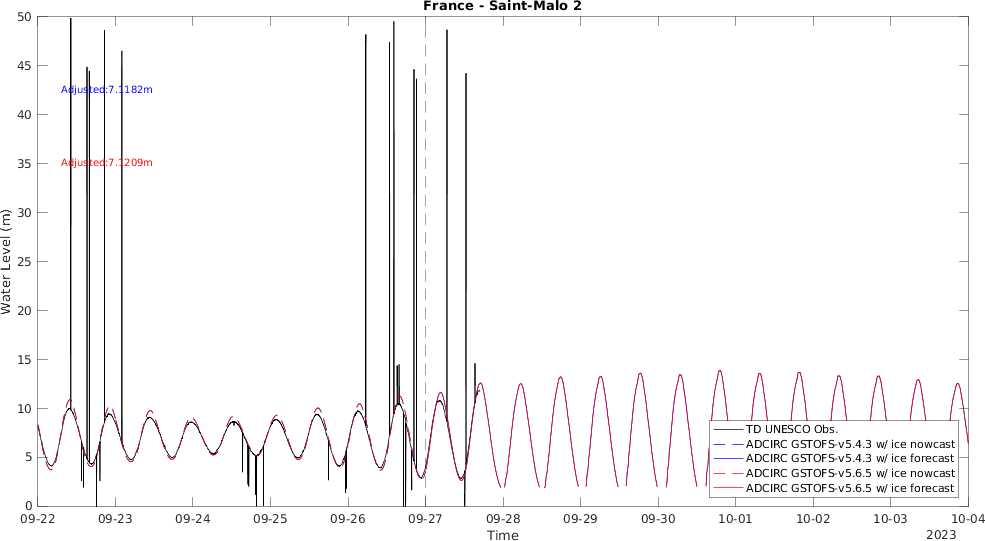 France - Saint-Malo 2
50
45
40
35
30
25
20
15
10
5
0
Water Level (m)
Adjusted:7.1182m
Adjusted:7.1209m
TD UNESCO Obs.
ADCIRC GSTOFS-v5.4.3 w/ ice nowcast
ADCIRC GSTOFS-v5.4.3 w/ ice forecast
ADCIRC GSTOFS-v5.6.5 w/ ice nowcast
ADCIRC GSTOFS-v5.6.5 w/ ice forecast
09-22 09-23 09-24 09-25 09-26 09-27 09-28 09-29 09-30 10-01 10-02 10-03 10-04
Time
2023